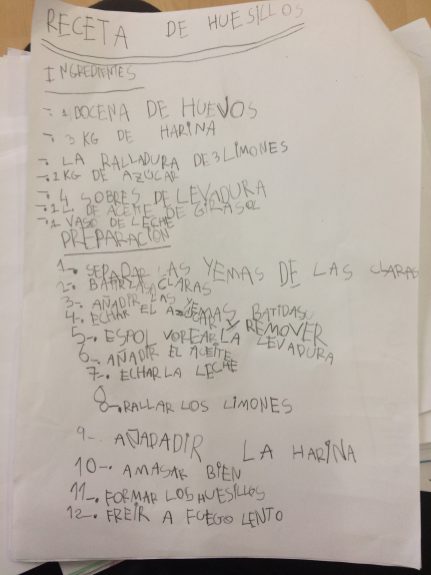 RECETA DE HUESILLOS
INGREDIENTES
-. 1 DOCENA DE HUEVOS
-. 3 KG DE HARINA
-. LA RALLADURA DE 3 LIMONES
-. 1 KG DE AZÚCAR
-. 4 SOBRES DE LEVADURA
-. 1 L DE ACEITE DE GIRASOL
-. 1 VASO DE LECHE
PREPARACIÓN
1-. SEPARAR LAS YEMAS DE LAS CLARAS
2-. BATIR LAS CLARAS
3-. AÑADIR LAS YEMAS BATIDAS
4-. ECHAR EL AZÚCAR Y REMOVER
5-. ESPOLVOREAR LA LEVADURA
6-. AÑADIR EL ACEITE
7-. ECHAR LA LECHE
8-. RALLAR LOS LIMONES
9-. AÑADADIR LA HARINA
10-. AMASAR BIEN
11-. FORMAR LOS HUESILLOS
12-. FREÍR A FUEGO LENTO